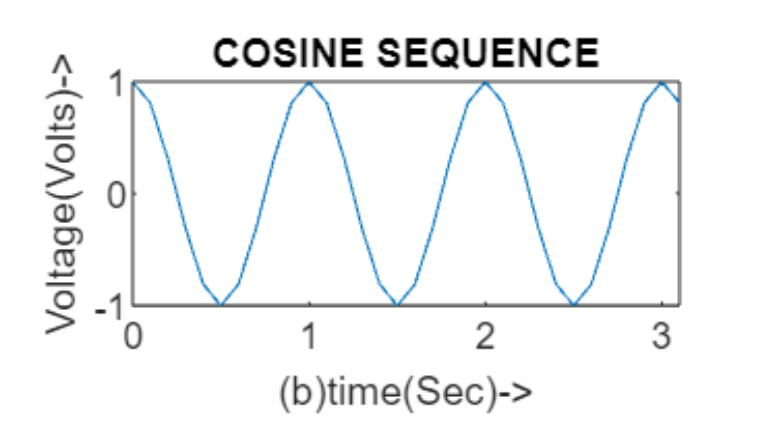 COSINE SEQUENCE
Voltage(Volts)->
1
0
-1
0 1 2 3
(b)time(Sec)->